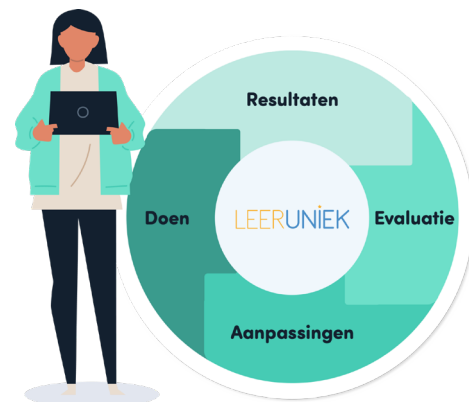 Resultaten
Doen
LEERUNIEK
Evaluatie
Aanpassingen